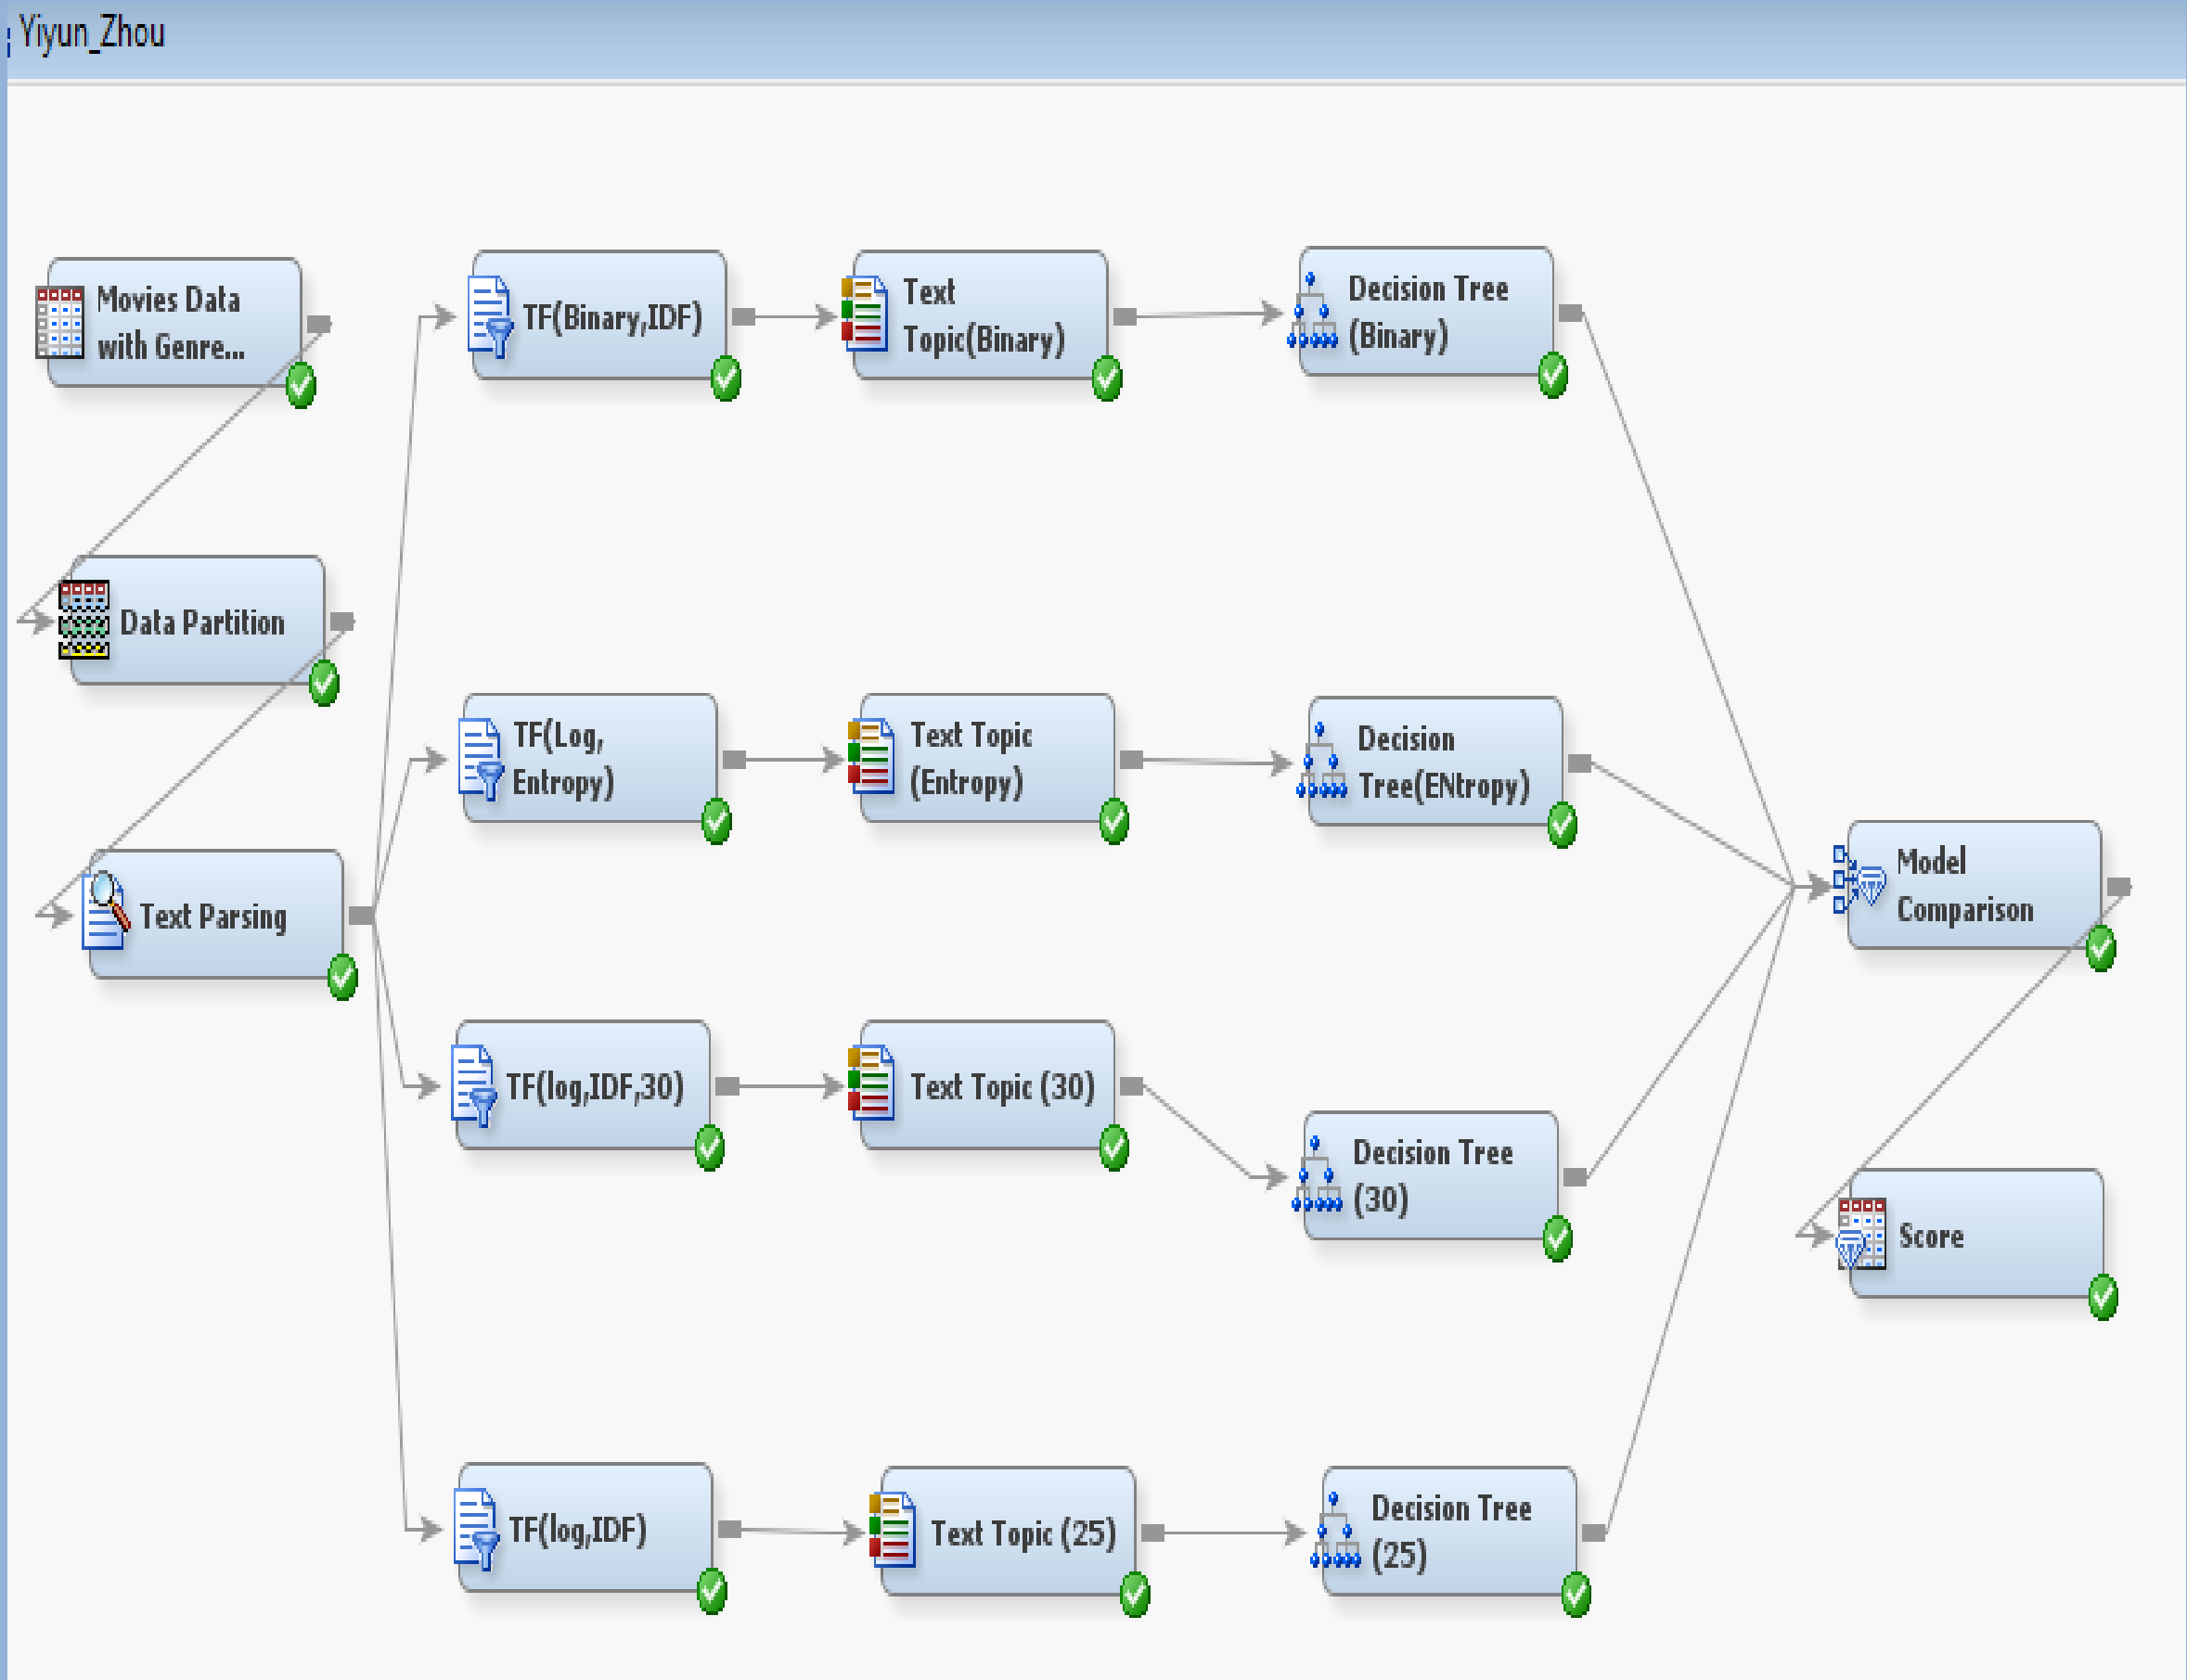 Yiyun_Zhou
Movies Data
with Genre...
Data Partition
Text Parsing
TF(Binary,IDF)
Text
Topic(Binary)
Decision Tree
(Binary)
TF(Log,
Entropy)
Text Topic
(Entropy)
Decision
Tree(ENtropy)
TF(log,IDF,30)
Text Topic (30)
Decision Tree
(30)
TF(log,IDF)
Text Topic (25)
Decision Tree
(25)
Model
Comparison
Score